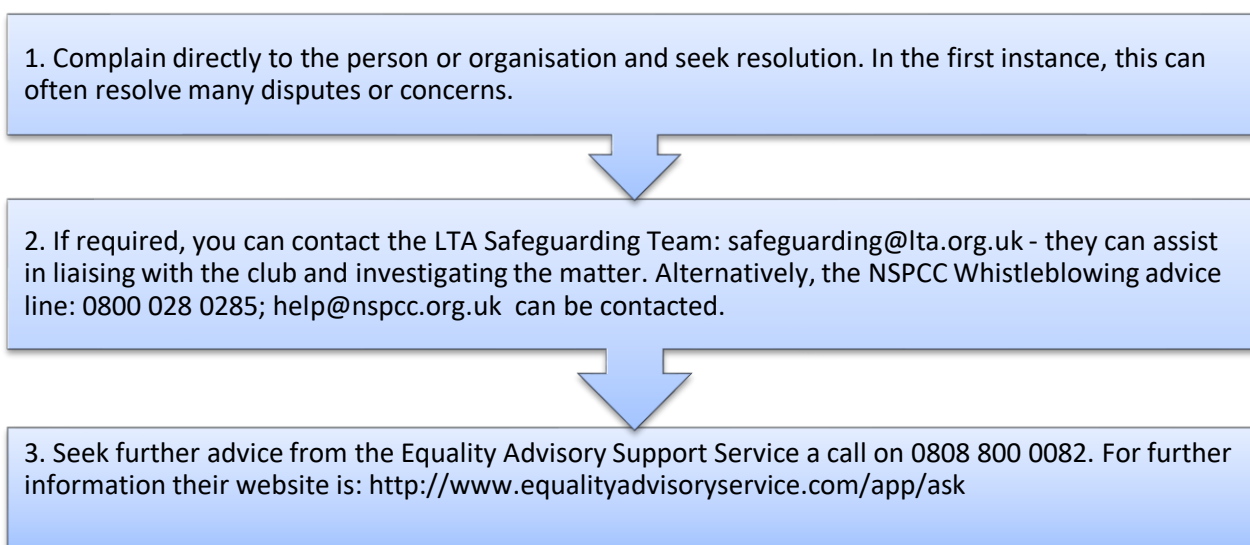 1. Complain directly to the person or organisation and seek resolution. In the first instance, this can
often resolve many disputes or concerns.
2. If required, you can contact the LTA Safeguarding Team: safeguarding@lta.org.uk - they can assist
in liaising with the club and investigating the matter. Alternatively, the NSPCC Whistleblowing advice
line: 0800 028 0285; help@nspcc.org.uk  can be contacted.
3. Seek further advice from the Equality Advisory Support Service a call on 0808 800 0082. For further
information their website is: http://www.equalityadvisoryservice.com/app/ask